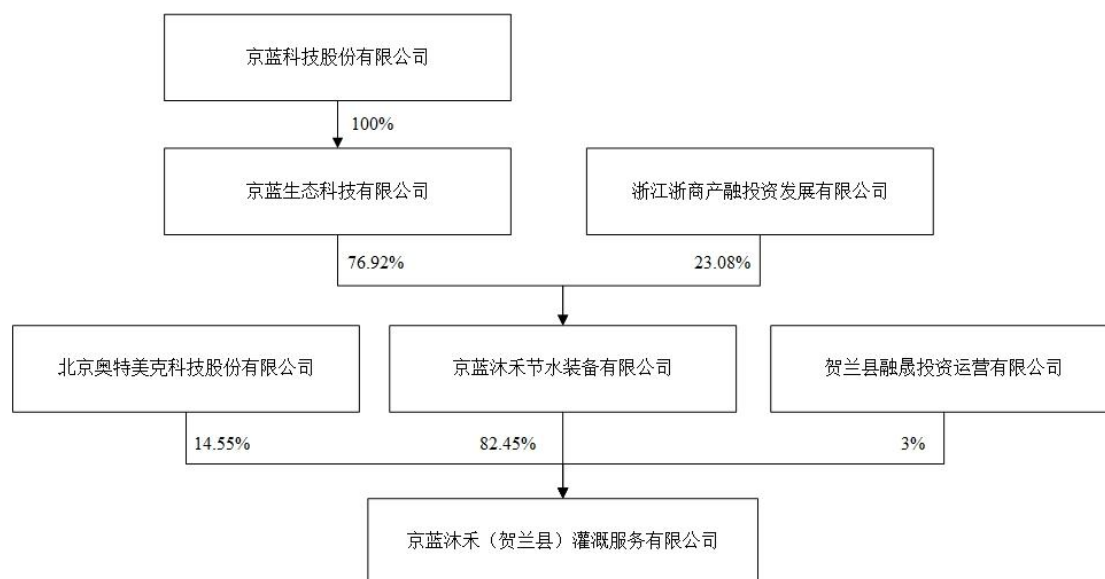 京蓝科技股份有限公司
100%
京蓝生态科技有限公司
浙江浙商产融投资发展有限公司
76.92%
23.08%
北京奥特美克科技股份有限公司
京蓝沐禾节水装备有限公司
贺兰县融晟投资运营有限公司
14.55%
82.45%
3%
京蓝沐禾（贺兰县）灌溉服务有限公司